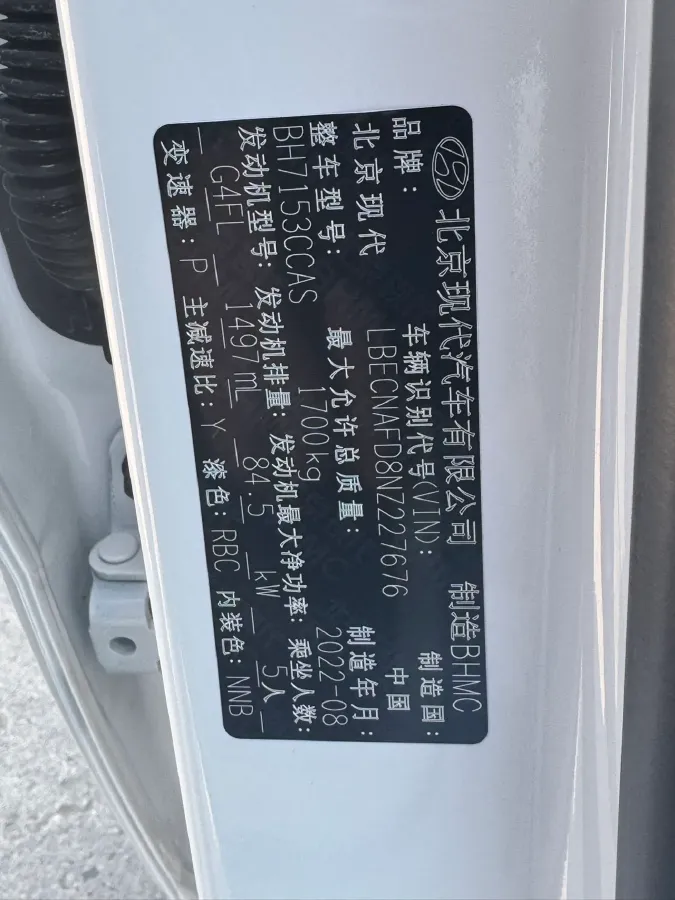 北京现代汽车有限公司 制造BHMC
品牌: 车辆识别代号(VIN): 制造国:
北京现代 LBECNAFD8NZ227676 中国
整车型号: 最大允许总质量: 制造年月:
BH7153CCAS 1700kg 2022-08
发动机型号: 发动机排量: 发动机最大净功率: 乘坐人数:
G4FL 1497ml 84.5 kW 5人
变速器: P 主减速比: Y 漆色: RBC 内装色: NNB